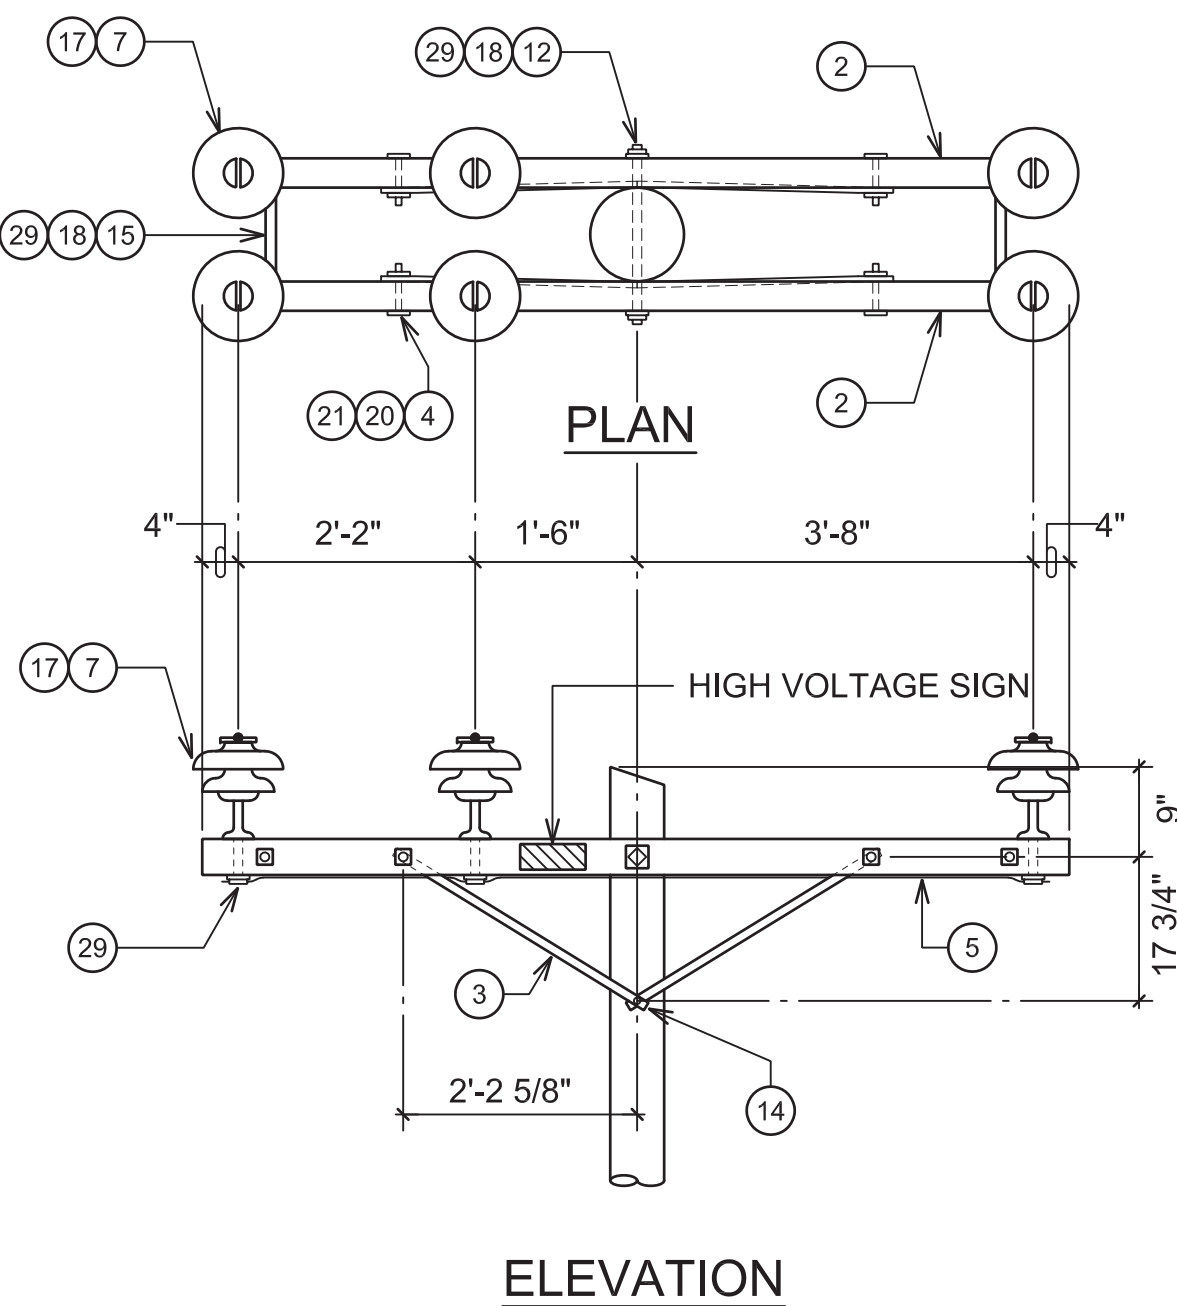 17 7
29 18 12
2
29 18 15
21 20 4
2
PLAN
4" 2'-2" 1'-6" 3'-8" 4"
17 7
HIGH VOLTAGE SIGN
9"
17 3/4"
29
3
5
2'-2 5/8"
14
ELEVATION